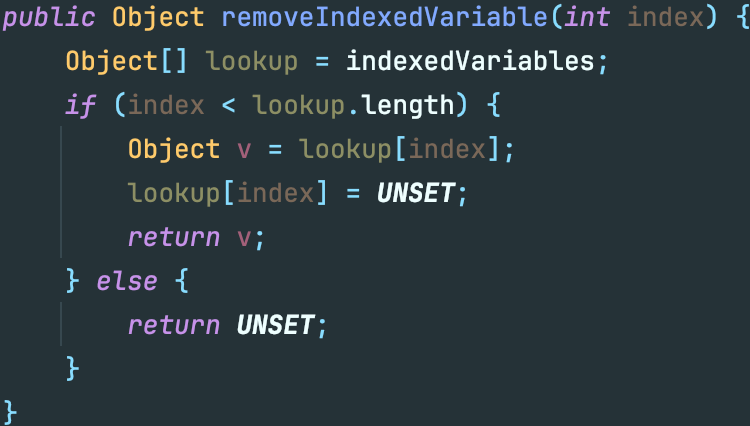 public Object removeIndexedVariable(int index) {
    Object[] lookup = indexedVariables;
    if (index < lookup.length) {
        Object v = lookup[index];
        lookup[index] = UNSET;
        return v;
    } else {
        return UNSET;
    }
}